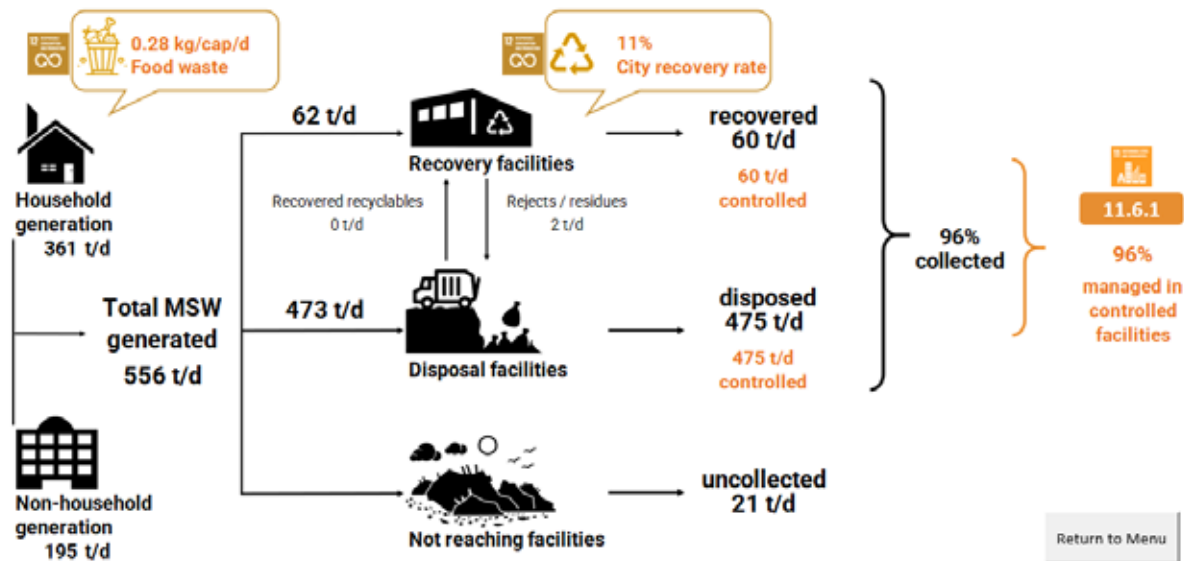 0.28 kg/cap/d
Food waste
11%
City recovery rate
12
12
Household
generation
361 t/d
62 t/d
Recovery facilities
recovered
60 t/d
60 t/d
controlled
Recovered recyclables
0 t/d
Rejects / residues
2 t/d
Total MSW
generated
556 t/d
473 t/d
Disposal facilities
disposed
475 t/d
475 t/d
controlled
96%
collected
11.6.1
96%
managed in
controlled
facilities
Non-household
generation
195 t/d
Not reaching facilities
uncollected
21 t/d
Return to Menu